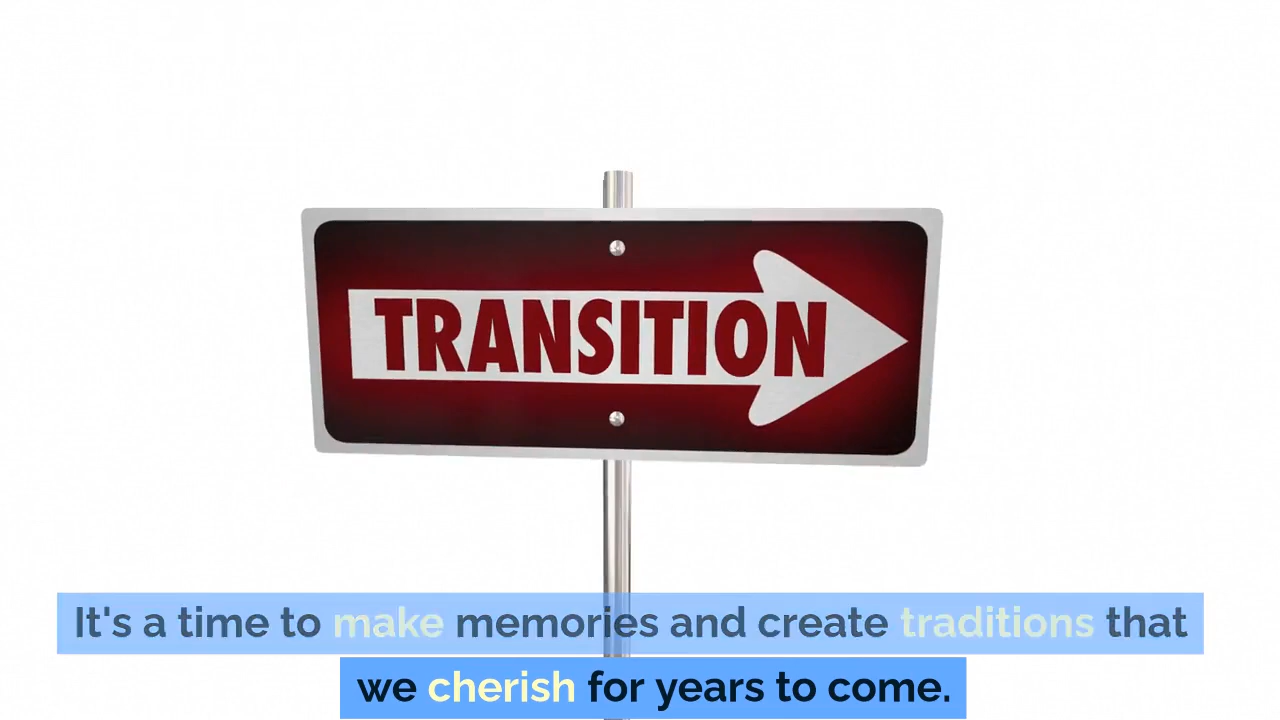 TRANSITION
It's a time to make memories and create traditions that
we cherish for years to come.